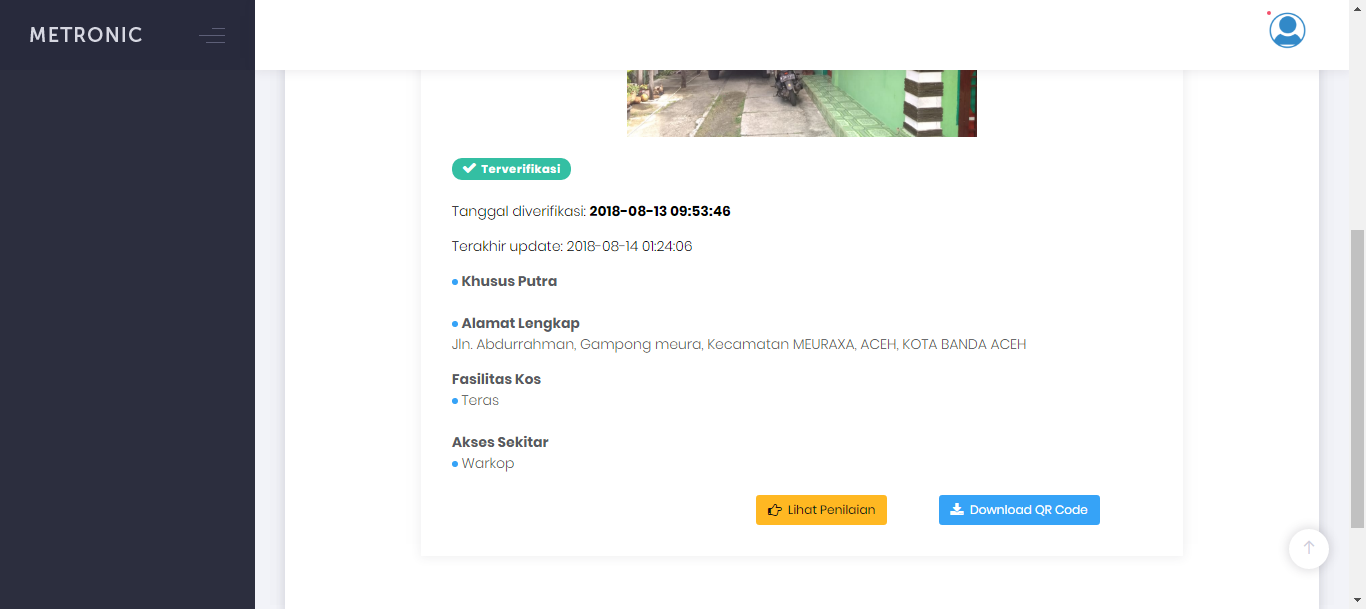 METRONIC
Terverifikasi
Tanggal diverifikasi: 2018-08-13 09:53:46
Terakhir update: 2018-08-14 01:24:06
Khusus Putra
Alamat Lengkap
Jln. Abdurrahman, Gampong meura, Kecamatan MEURAXA, ACEH, KOTA BANDA ACEH
Fasilitas Kos
Teras
Akses Sekitar
Warkop
Lihat Penilaian
Download QR Code